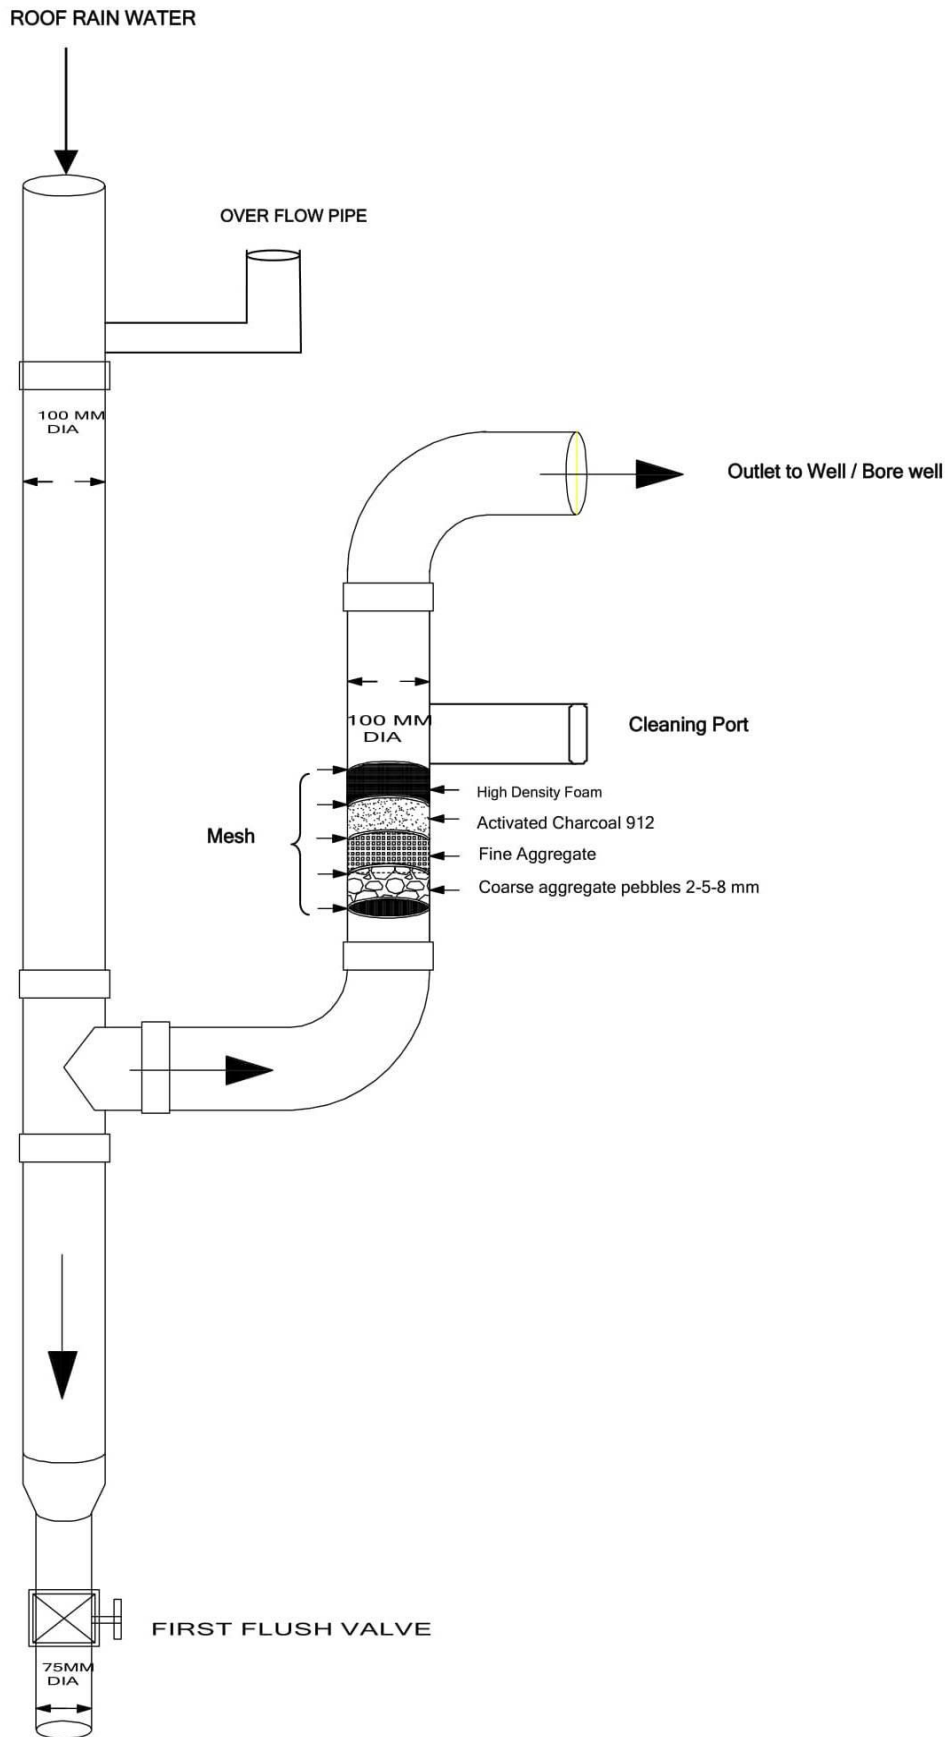 ROOF RAIN WATER
OVER FLOW PIPE
100 MM
DIA
Outlet to Well / Bore well
100 MM
DIA
Cleaning Port
High Density Foam
Mesh
Activated Charcoal 912
Fine Aggregate
Coarse aggregate pebbles 2-5-8 mm
FIRST FLUSH VALVE
75MM
DIA